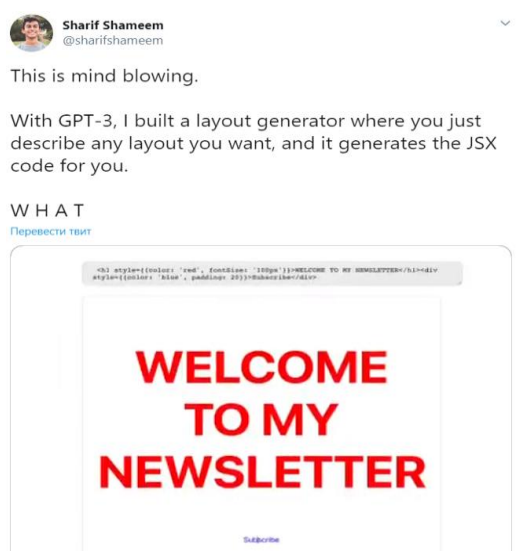 Sharif Shameem
@sharifshameem
This is mind blowing.
With GPT-3, I built a layout generator where you just
describe any layout you want, and it generates the JSX
code for you.
W H A T
Перевести твит
<h1 style={{color: 'red', fontSize: '100px'}}>WELCOME TO MY NEWSLETTER</h1><div
style={{color: 'blue', padding: 20}}>Subscribe</div>
WELCOME
TO MY
NEWSLETTER
Subscribe